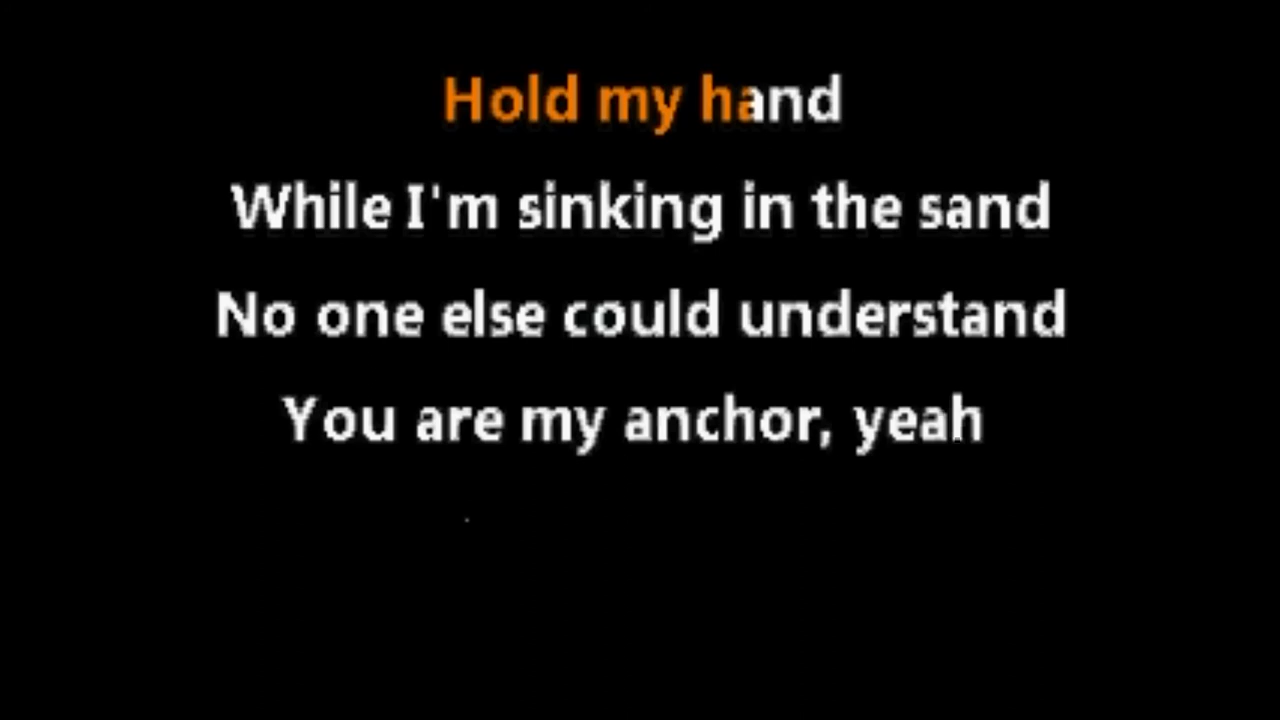 Hold my hand
While I'm sinking in the sand
No one else could understand
You are my anchor, yeah